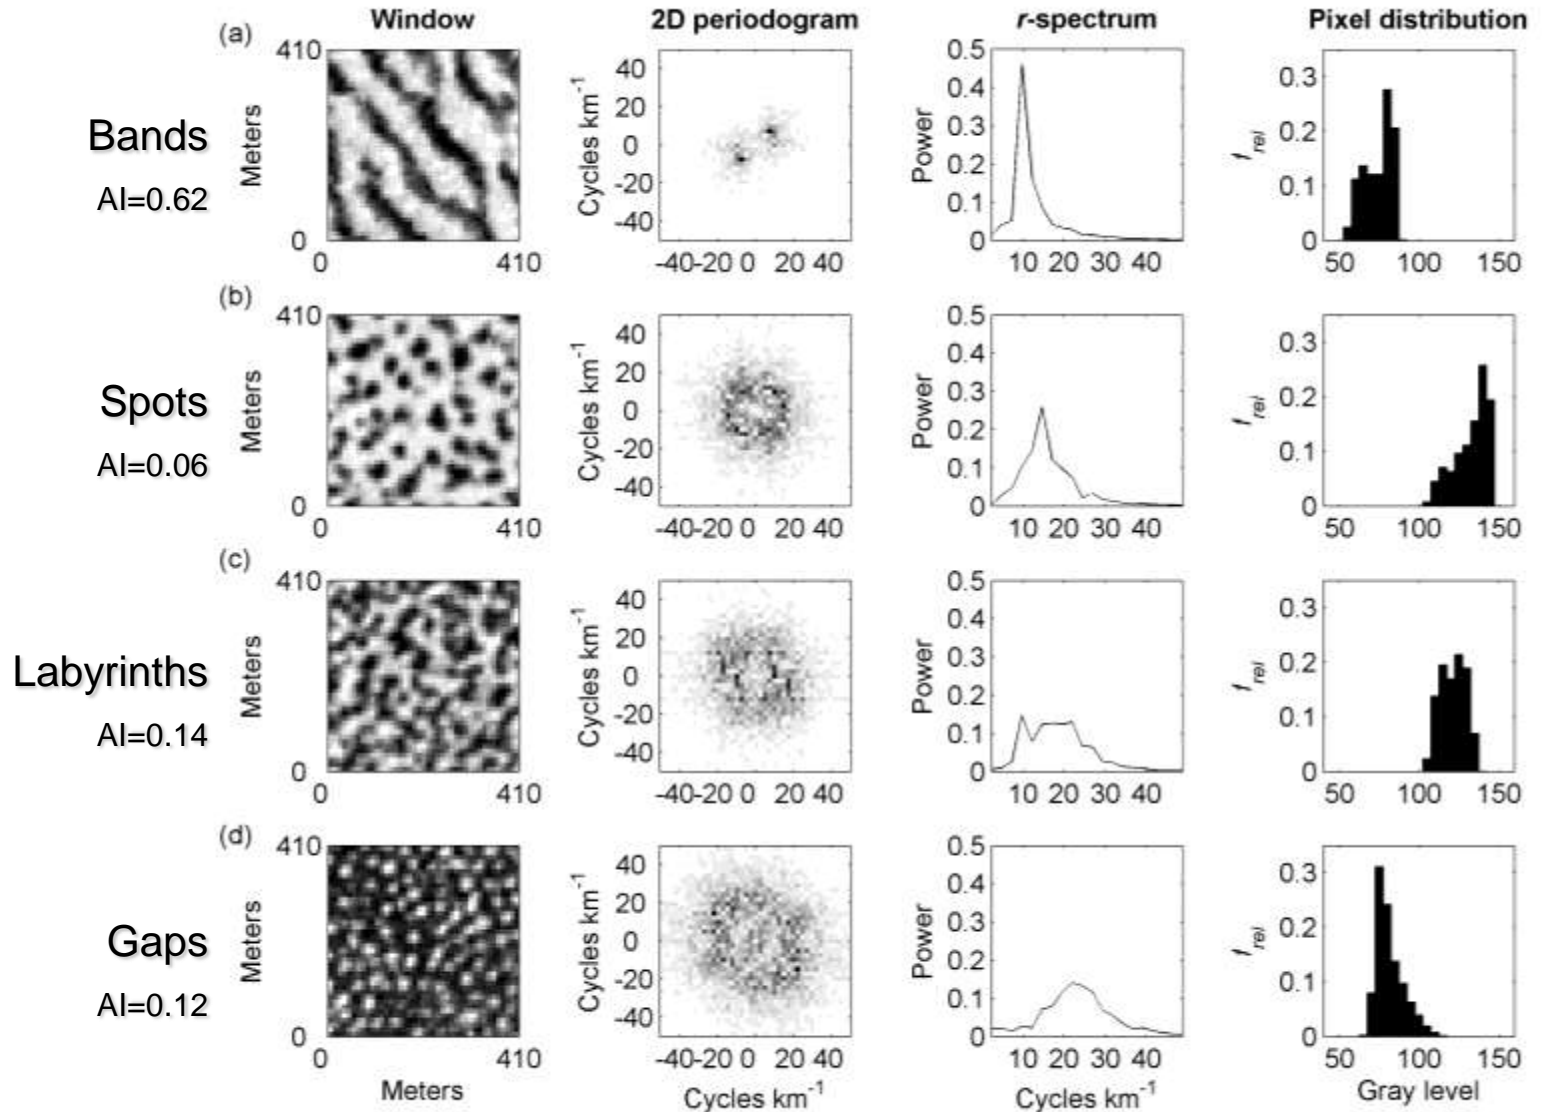 Window 2D periodogram r-spectrum Pixel distribution
(a)
Bands
AI=0.62
410
Meters
0
0 410
Cycles km-1
40
20
0
-20
-40
-40-20 0 20 40
Power
0.5
0.4
0.3
0.2
0.1
0
10 20 30 40
frel
0.3
0.2
0.1
0
50 100 150
(b)
Spots
AI=0.06
410
Meters
0
0 410
Cycles km-1
40
20
0
-20
-40
-40-20 0 20 40
Power
0.5
0.4
0.3
0.2
0.1
0
10 20 30 40
frel
0.3
0.2
0.1
0
50 100 150
(c)
Labyrinths
AI=0.14
410
Meters
0
0 410
Cycles km-1
40
20
0
-20
-40
-40-20 0 20 40
Power
0.5
0.4
0.3
0.2
0.1
0
10 20 30 40
frel
0.3
0.2
0.1
0
50 100 150
(d)
Gaps
AI=0.12
410
Meters
0
0 410
Meters
Cycles km-1
40
20
0
-20
-40
-40-20 0 20 40
Cycles km-1
Power
0.5
0.4
0.3
0.2
0.1
0
10 20 30 40
Cycles km-1
frel
0.3
0.2
0.1
0
50 100 150
Gray level